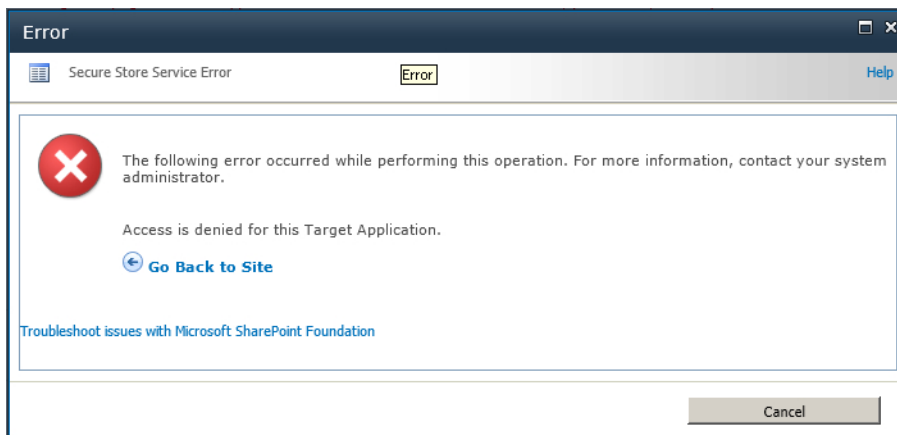 Error
Secure Store Service Error
Error
Help
The following error occurred while performing this operation. For more information, contact your system
administrator.
Access is denied for this Target Application.
Go Back to Site
Troubleshoot issues with Microsoft SharePoint Foundation
Cancel